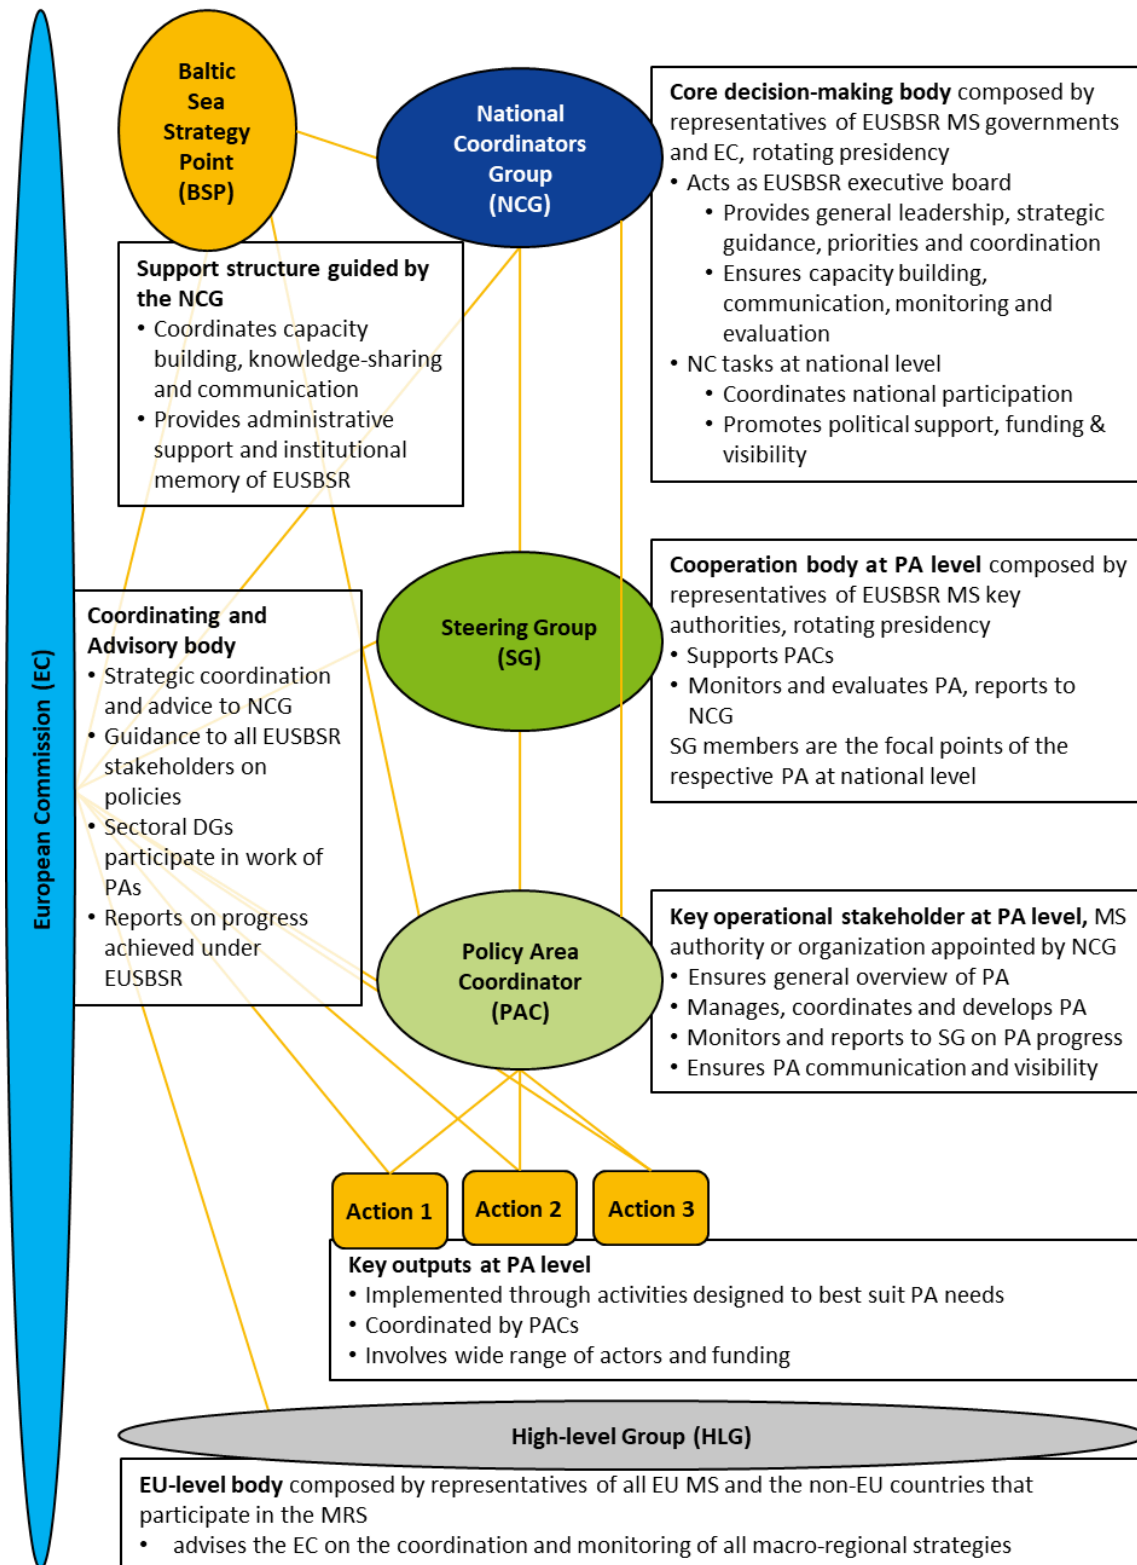 Baltic
Sea
Strategy
Point
(BSP)
National
Coordinators
Group
(NCG)
Core decision-making body composed by
representatives of EUSBSR MS governments
and EC, rotating presidency
• Acts as EUSBSR executive board
• Provides general leadership, strategic
guidance, priorities and coordination
• Ensures capacity building,
communication, monitoring and
evaluation
• NC tasks at national level
• Coordinates national participation
• Promotes political support, funding &
visibility
Support structure guided by
the NCG
• Coordinates capacity
building, knowledge-sharing
and communication
• Provides administrative
support and institutional
memory of EUSBSR
European Commission (EC)
Coordinating and
Advisory body
• Strategic coordination
and advice to NCG
• Guidance to all EUSBSR
stakeholders on
policies
• Sectoral DGs
participate in work of
PAs
• Reports on progress
achieved under
EUSBSR
Steering Group
(SG)
Cooperation body at PA level composed by
representatives of EUSBSR MS key
authorities, rotating presidency
• Supports PACs
• Monitors and evaluates PA, reports to
NCG
SG members are the focal points of the
respective PA at national level
Policy Area
Coordinator
(PAC)
Key operational stakeholder at PA level, MS
authority or organization appointed by NCG
• Ensures general overview of PA
• Manages, coordinates and develops PA
• Monitors and reports to SG on PA progress
• Ensures PA communication and visibility
Action 1
Action 2
Action 3
Key outputs at PA level
• Implemented through activities designed to best suit PA needs
• Coordinated by PACs
• Involves wide range of actors and funding
High-level Group (HLG)
EU-level body composed by representatives of all EU MS and the non-EU countries that
participate in the MRS
• advises the EC on the coordination and monitoring of all macro-regional strategies